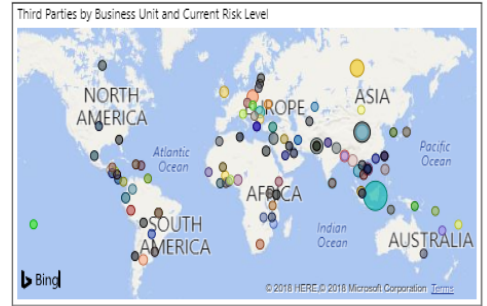 Third Parties by Business Unit and Current Risk Level
NORTH
AMERICA
EUROPE
ASIA
Atlantic
Ocean
Pacific
Ocean
AFRICA
SOUTH
AMERICA
Indian
Ocean
AUSTRALIA
Bing
© 2018 HERE, © 2018 Microsoft Corporation Terms